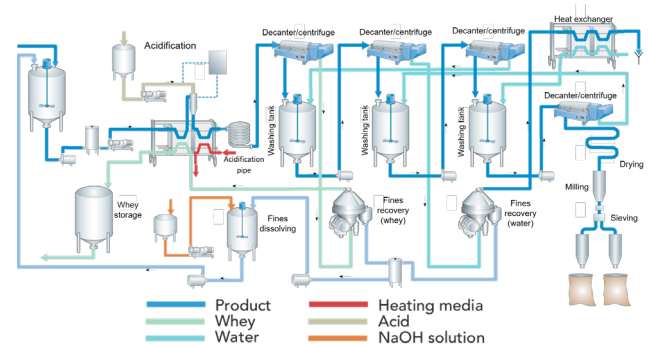 Decanter/centrifuge
Decanter/centrifuge
Decanter/centrifuge
Heat exchanger
Acidification
Decanter/centrifuge
Washing tank
Washing tank
Washing tank
Acidification
pipe
Drying
Milling
Whey
storage
Fines
dissolving
Fines
recovery
(whey)
Fines
recovery
(water)
Sieving
Product
Whey
Water
Heating media
Acid
NaOH solution